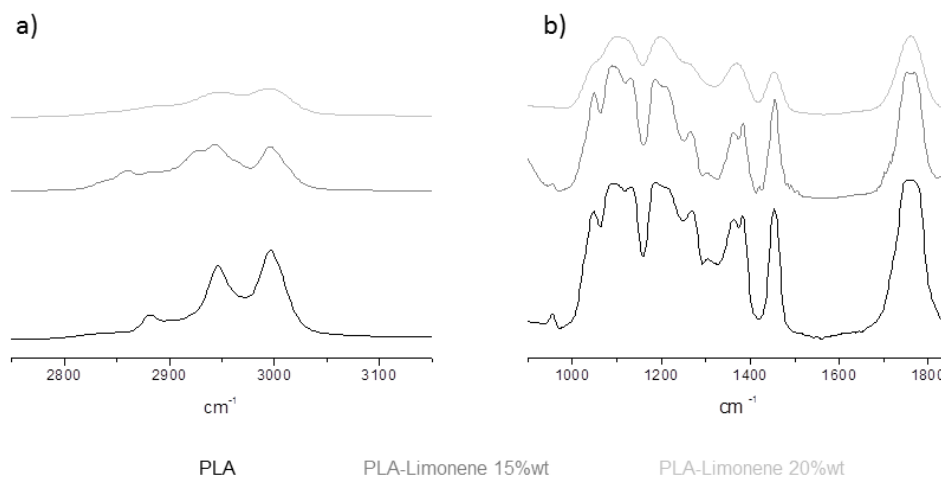 a)
b)
2800 2900 3000 3100
1000 1200 1400 1600 1800
cm-1
cm-1
PLA PLA-Limonene 15%wt PLA-Limonene 20%wt